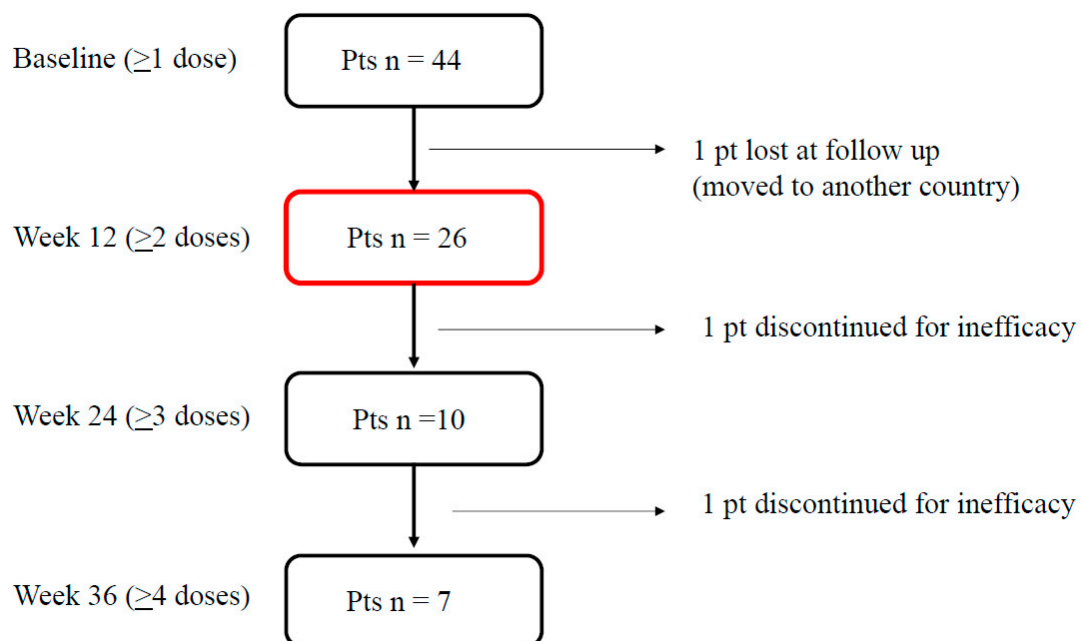 Baseline (≥1 dose)
Pts n = 44
1 pt lost at follow up
(moved to another country)
Week 12 (≥2 doses)
Pts n = 26
1 pt discontinued for inefficacy
Week 24 (≥3 doses)
Pts n =10
1 pt discontinued for inefficacy
Week 36 (≥4 doses)
Pts n = 7